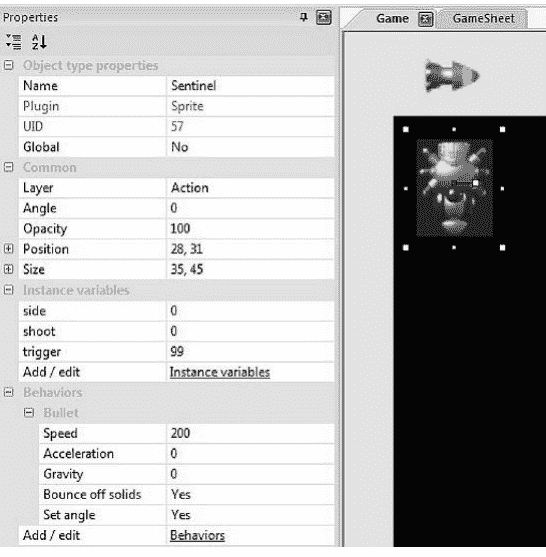 Properties
Game
GameSheet
Object type properties
Name Sentinel
Plugin Sprite
UID 57
Global No
Common
Layer Action
Angle 0
Opacity 100
Position 28, 31
Size 35, 45
Instance variables
side 0
shoot 0
trigger 99
Add / edit Instance variables
Behaviors
Bullet
Speed 200
Acceleration 0
Gravity 0
Bounce off solids Yes
Set angle Yes
Add / edit Behaviors